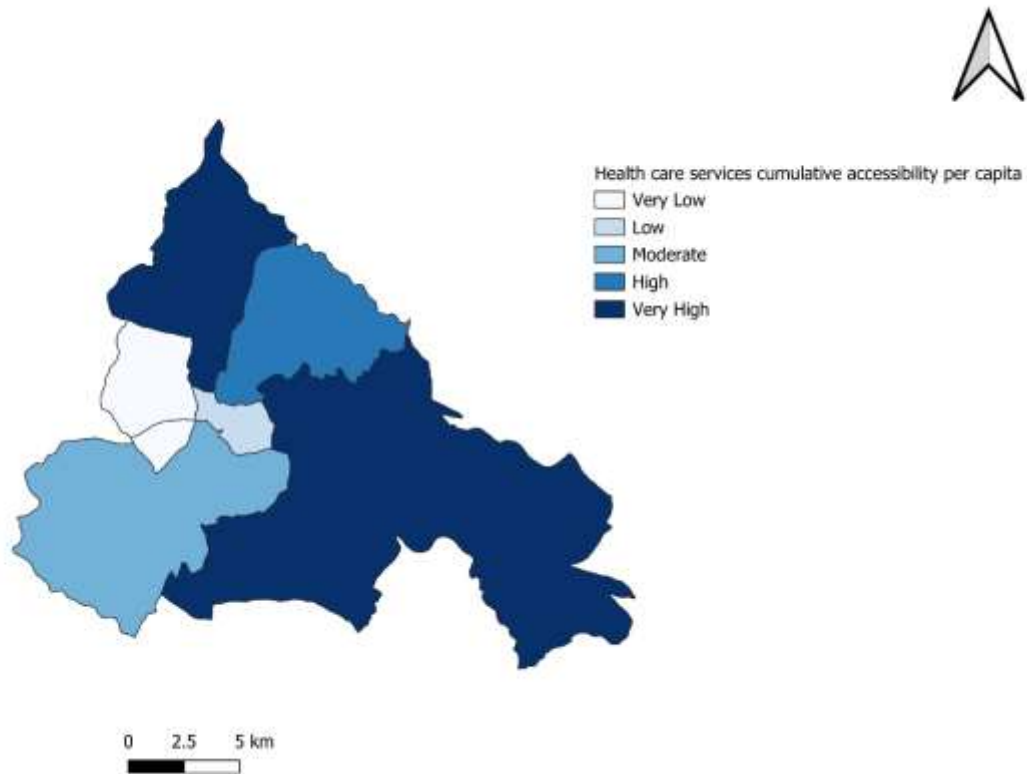 Health care services cumulative accessibility per capita
Very Low
Low
Moderate
High
Very High
0 2.5 5 km